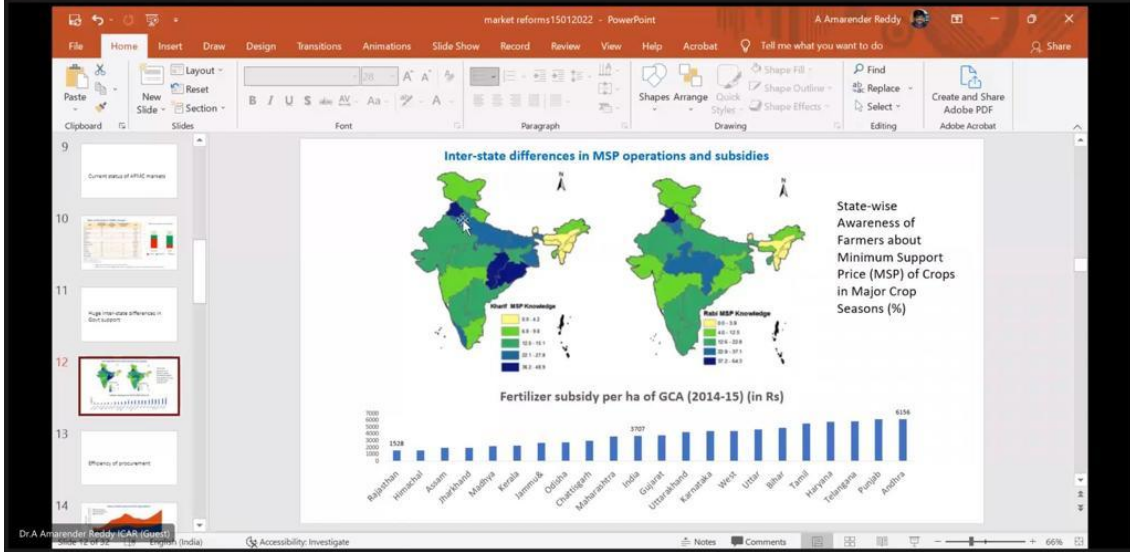 market reforms15012022 - PowerPoint
A Amarender Reddy
File Home Insert Draw Design Transitions Animations Slide Show Record Review View Help Acrobat Tell me what you want to do Share
Paste
New Slide
Layout
Reset
Section
28
Shapes Arrange Quick Styles
Shape Fill
Shape Outline
Shape Effects
Find
Replace
Select
Create and Share Adobe PDF
Clipboard Slides Font Paragraph Drawing Editing Adobe Acrobat
9
Current status of APMC markets
10
11
Huge inter-state differences in
Govt support
12
13
Efficiency of procurement
14
Inter-state differences in MSP operations and subsidies
N
N
State-wise
Awareness of
Farmers about
Minimum Support
Price (MSP) of Crops
in Major Crop
Seasons (%)
Kharif MSP Knowledge
Rabi MSP Knowledge
Fertilizer subsidy per ha of GCA (2014-15) (in Rs)
7000
6000
5000
4000
3000
2000
1000
0
1528
3707
6156
Rajasthan
Himachal
Assam
Jharkhand
Madhya
Kerala
Jammu&
Odisha
Chattisgarh
Maharashtra
India
Gujarat
Uttarakhand
Karnataka
West
Uttar
Bihar
Tamil
Haryana
Telangana
Punjab
Andhra
Dr.A Amarender Reddy ICAR (Guest)
Slide 12 of 32 English (India) Accessibility: Investigate Notes Comments 66%